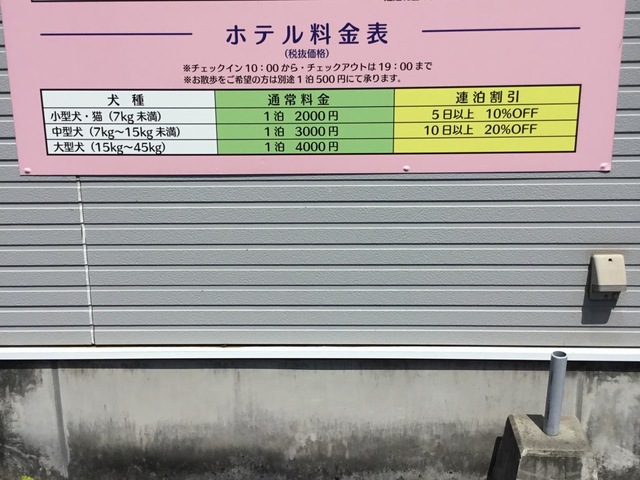 ホテル料金表
(税抜価格)
※チェックイン10:00から・チェックアウトは19:00まで
※お散歩をご希望の方は別途1泊500円にて承ります。
犬種 通常料金 連泊割引
小型犬・猫(7kg未満) 1泊 2000円 5日以上 10%OFF
中型犬(7kg〜15kg未満) 1泊 3000円 10日以上 20%OFF
大型犬(15kg〜45kg) 1泊 4000円